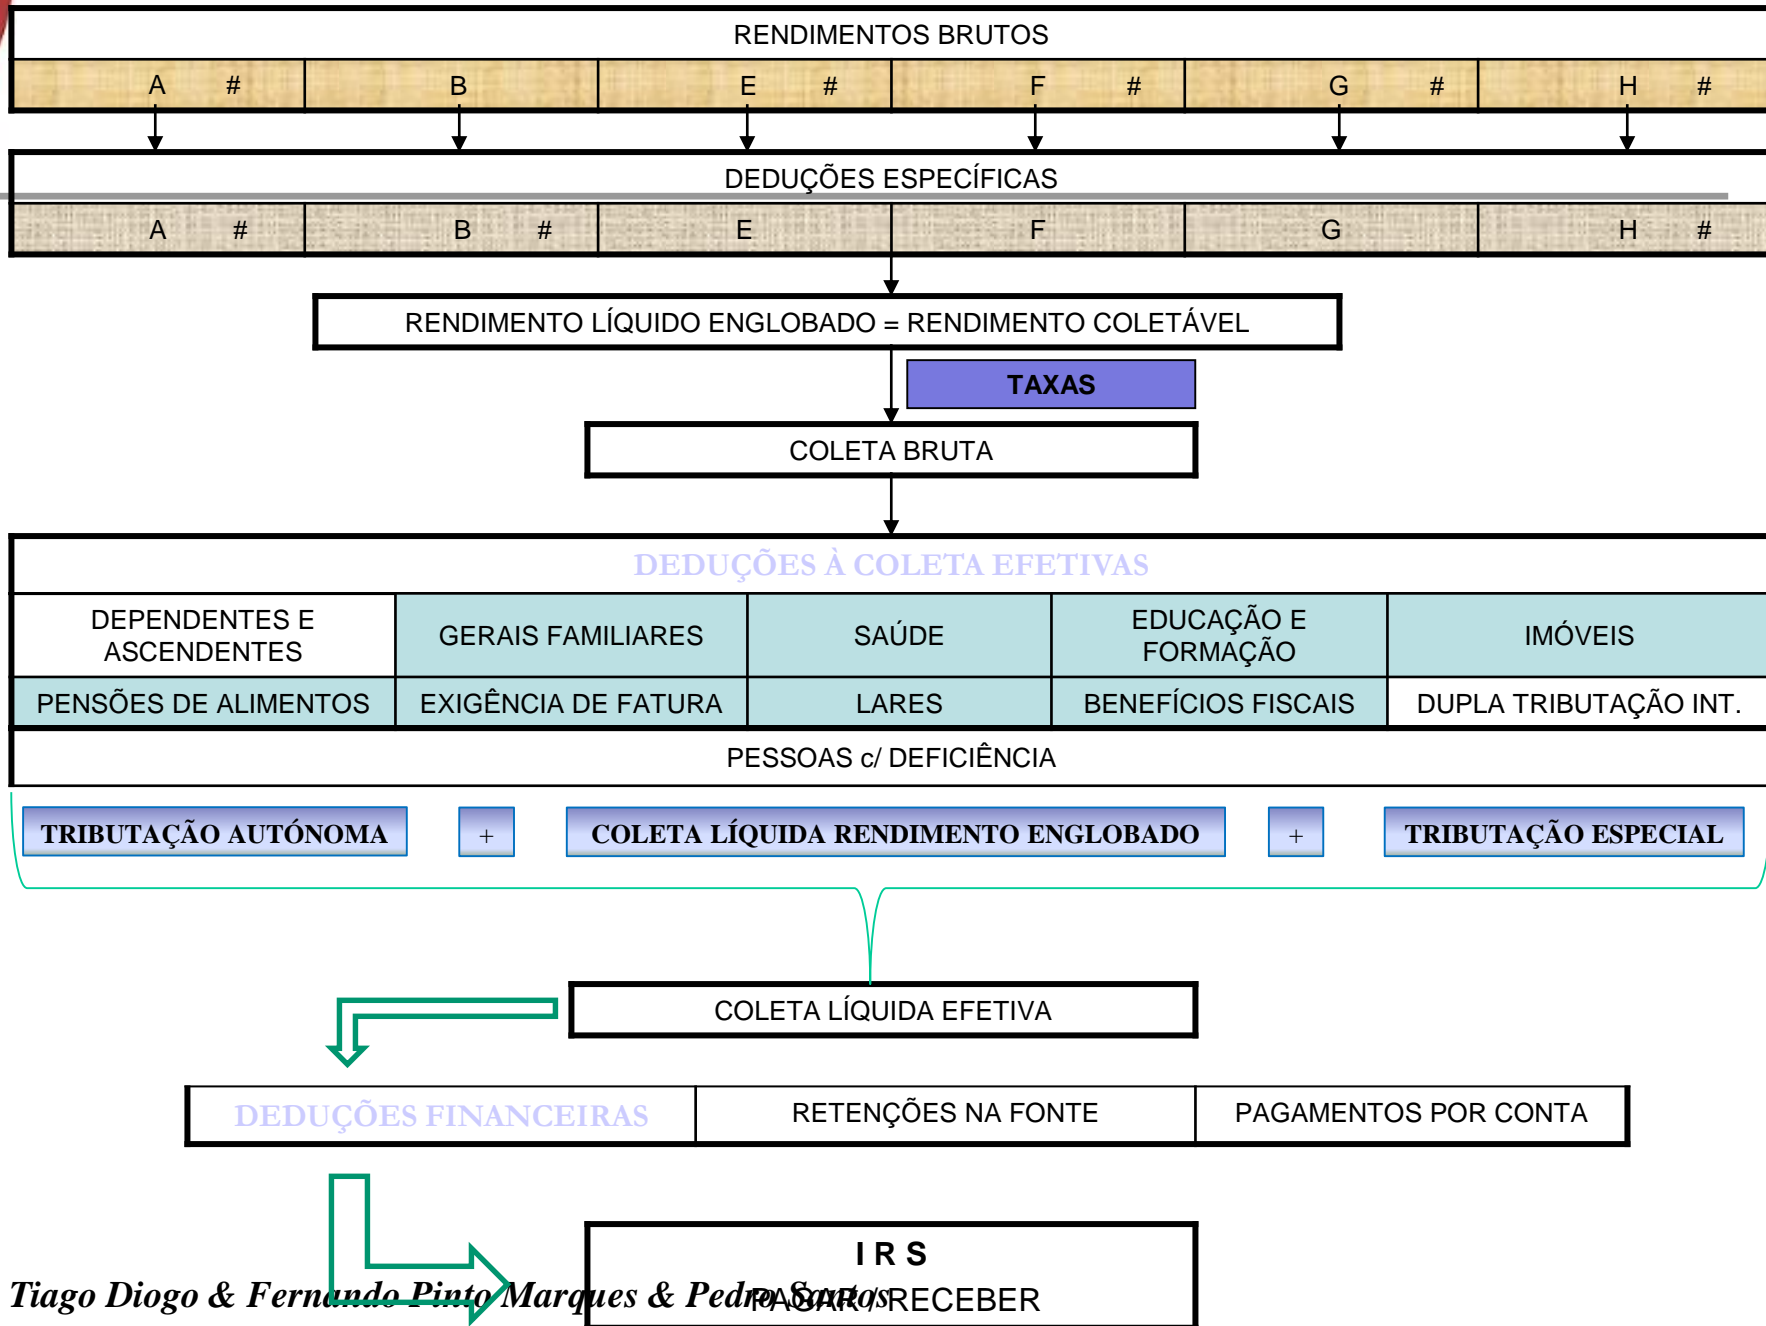 RENDIMENTOS BRUTOS
A # B E # F # G # H #
DEDUÇÕES ESPECÍFICAS
A # B # E F G H #
RENDIMENTO LÍQUIDO ENGLOBADO = RENDIMENTO COLETÁVEL
TAXAS
COLETA BRUTA
DEDUÇÕES À COLETA EFETIVAS
DEPENDENTES E
ASCENDENTES
GERAIS FAMILIARES
SAÚDE
EDUCAÇÃO E
FORMAÇÃO
IMÓVEIS
PENSÕES DE ALIMENTOS
EXIGÊNCIA DE FATURA
LARES
BENEFÍCIOS FISCAIS
DUPLA TRIBUTAÇÃO INT.
PESSOAS c/ DEFICIÊNCIA
TRIBUTAÇÃO AUTÓNOMA + COLETA LÍQUIDA RENDIMENTO ENGLOBADO + TRIBUTAÇÃO ESPECIAL
COLETA LÍQUIDA EFETIVA
DEDUÇÕES FINANCEIRAS
RETENÇÕES NA FONTE
PAGAMENTOS POR CONTA
I R S
PAGAR / RECEBER
Tiago Diogo & Fernando Pinto Marques & Pedro Santos